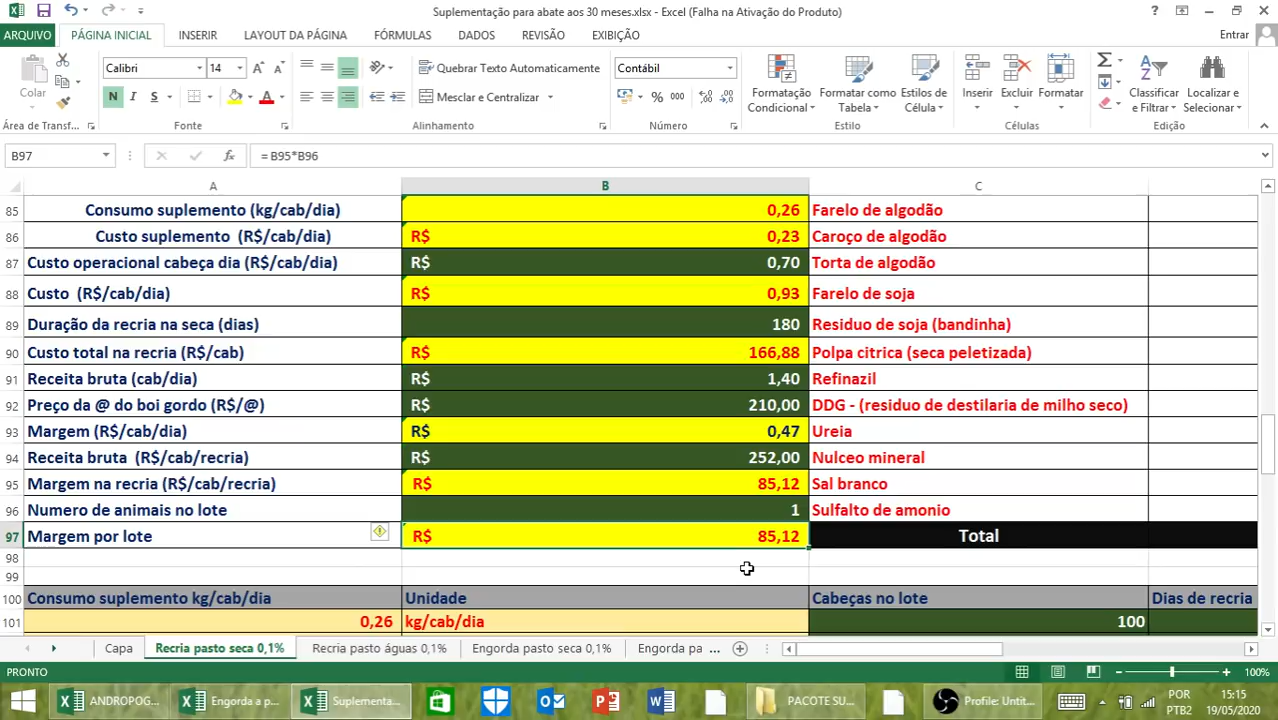 Suplementação para abate aos 30 meses.xlsx - Excel (Falha na Ativação do Produto)
ARQUIVO PÁGINA INICIAL INSERIR LAYOUT DA PÁGINA FÓRMULAS DADOS REVISÃO EXIBIÇÃO Entrar
Colar Calibri 14 Quebrar Texto Automaticamente Contábil
N I S A Mesclar e Centralizar % 000
Formatação Condicional Formatar como Tabela Estilos de Célula Inserir Excluir Formatar Classificar e Filtrar Localizar e Selecionar
Área de Transf... Fonte Alinhamento Número Estilo Células Edição
B97 fx = B95*B96
A B C
85 Consumo suplemento (kg/cab/dia) 0,26 Farelo de algodão
86 Custo suplemento (R$/cab/dia) R$ 0,23 Caroço de algodão
87 Custo operacional cabeça dia (R$/cab/dia) R$ 0,70 Torta de algodão
88 Custo (R$/cab/dia) R$ 0,93 Farelo de soja
89 Duração da recria na seca (dias) 180 Residuo de soja (bandinha)
90 Custo total na recria (R$/cab) R$ 166,88 Polpa citrica (seca peletizada)
91 Receita bruta (cab/dia) R$ 1,40 Refinazil
92 Preço da @ do boi gordo (R$/@) R$ 210,00 DDG - (residuo de destilaria de milho seco)
93 Margem (R$/cab/dia) R$ 0,47 Ureia
94 Receita bruta (R$/cab/recria) R$ 252,00 Nulceo mineral
95 Margem na recria (R$/cab/recria) R$ 85,12 Sal branco
96 Numero de animais no lote 1 Sulfalto de amonio
97 Margem por lote R$ 85,12 Total
98
99
100 Consumo suplemento kg/cab/dia Unidade Cabeças no lote Dias de recria
101 0,26 kg/cab/dia 100
Capa Recria pasto seca 0,1% Recria pasto águas 0,1% Engorda pasto seca 0,1% Engorda pa ...
PRONTO 100%
ANDROPOG... Engorda a p... Suplementa... PACOTE SU... Profile: Untit... POR PTB2 15:15 19/05/2020